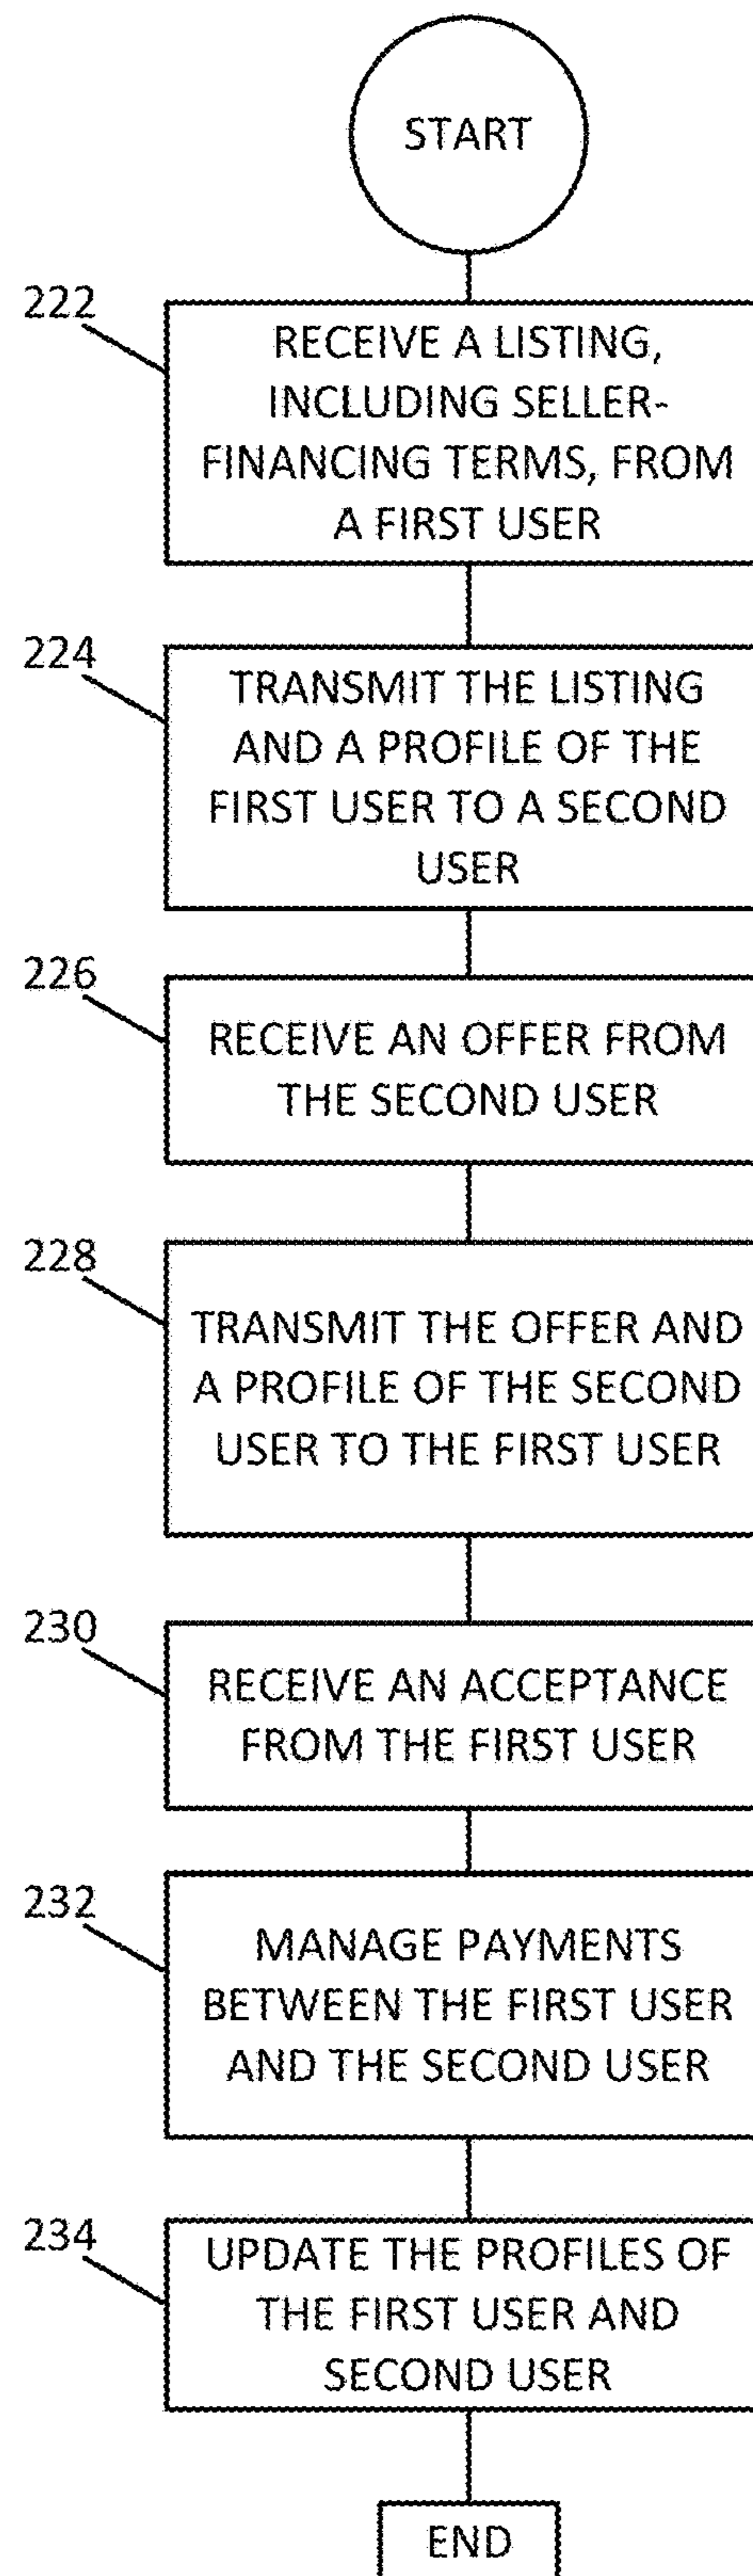 START
222
RECEIVE A LISTING,
INCLUDING SELLER-
FINANCING TERMS, FROM
A FIRST USER
224
TRANSMIT THE LISTING
AND A PROFILE OF THE
FIRST USER TO A SECOND
USER
226
RECEIVE AN OFFER FROM
THE SECOND USER
228
TRANSMIT THE OFFER AND
A PROFILE OF THE SECOND
USER TO THE FIRST USER
230
RECEIVE AN ACCEPTANCE
FROM THE FIRST USER
232
MANAGE PAYMENTS
BETWEEN THE FIRST USER
AND THE SECOND USER
234
UPDATE THE PROFILES OF
THE FIRST USER AND
SECOND USER
END